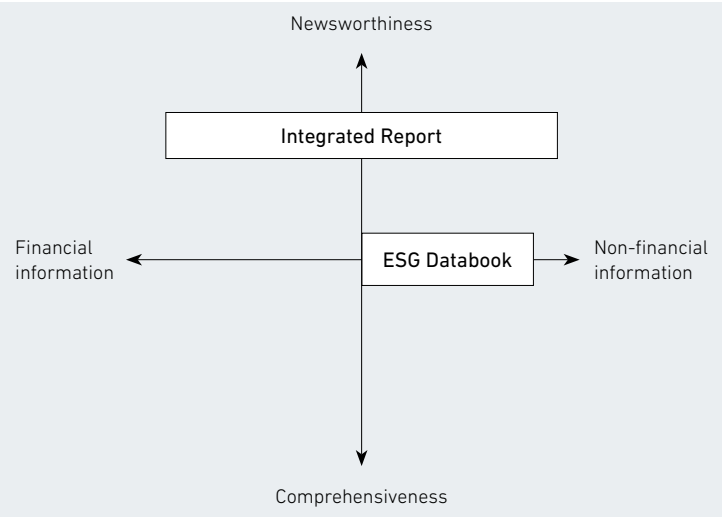 Newsworthiness
Integrated Report
Financial
information
ESG Databook
Non-financial
information
Comprehensiveness